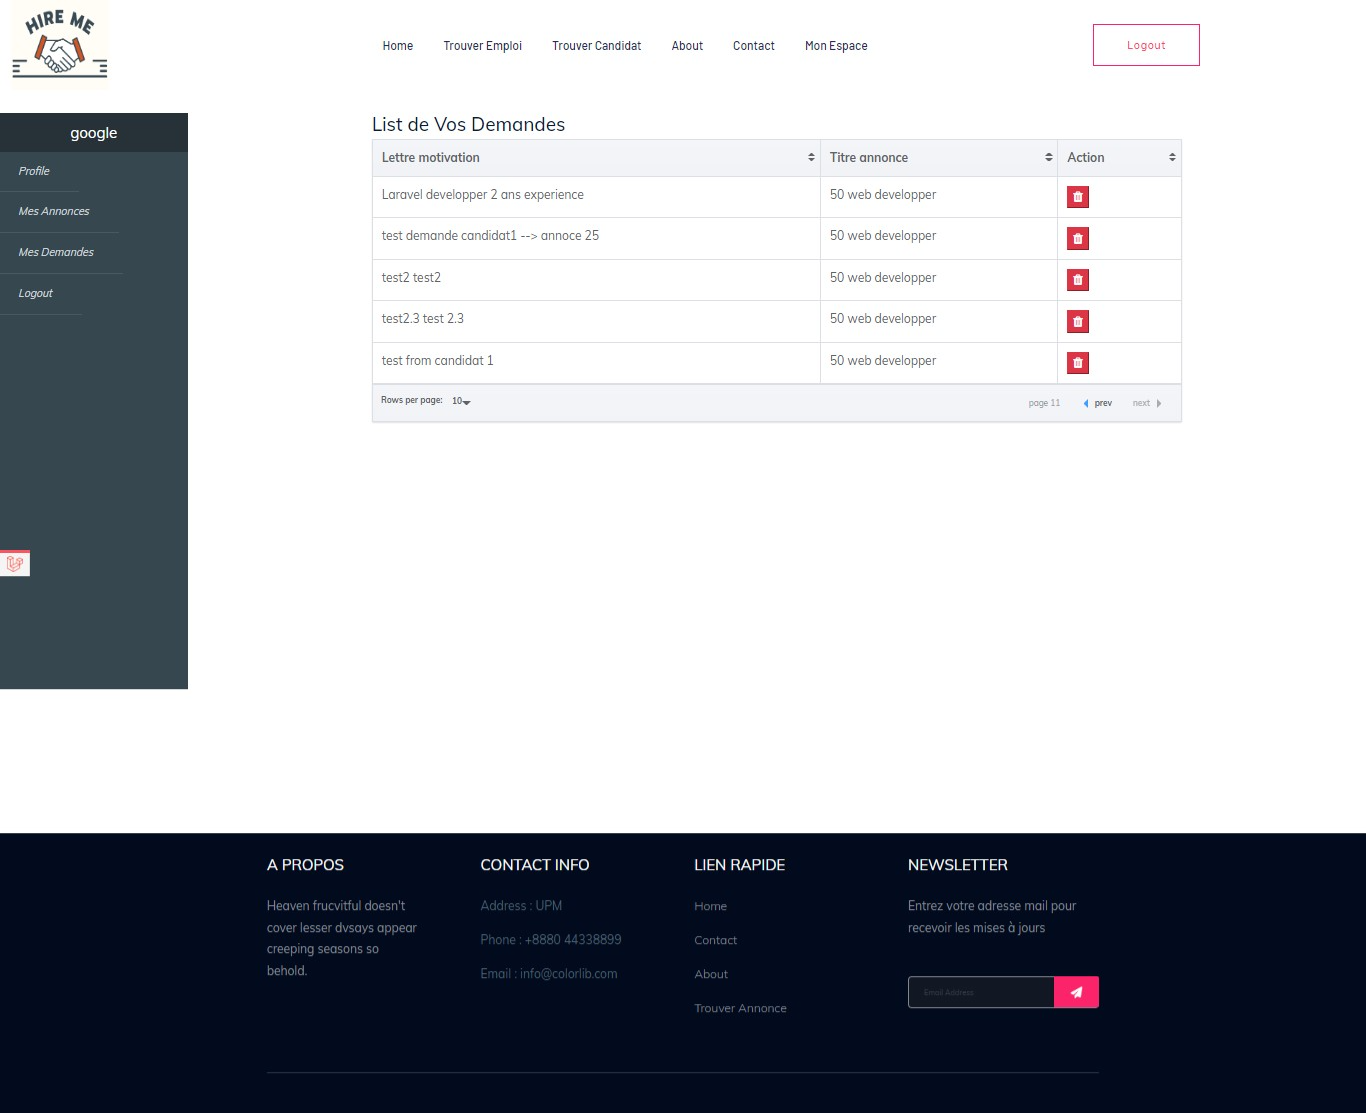 HIRE ME
Home Trouver Emploi Trouver Candidat About Contact Mon Espace Logout
google
Profile
Mes Annonces
Mes Demandes
Logout
List de Vos Demandes
Lettre motivation Titre annonce Action
Laravel developper 2 ans experience 50 web developper
test demande candidat1 --> annoce 25 50 web developper
test2 test2 50 web developper
test2.3 test 2.3 50 web developper
test from candidat 1 50 web developper
Rows per page: 10 page 11 prev next
A PROPOS
Heaven frucvitful doesn't
cover lesser dvsays appear
creeping seasons so
behold.
CONTACT INFO
Address : UPM
Phone : +8880 44338899
Email : info@colorlib.com
LIEN RAPIDE
Home
Contact
About
Trouver Annonce
NEWSLETTER
Entrez votre adresse mail pour
recevoir les mises à jours
Email Address